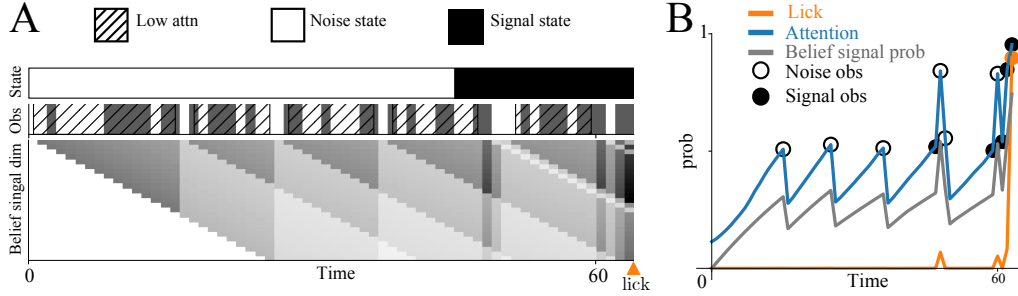 A
Low attn
Noise state
Signal state
State
Obs
Belief singal dim
0
Time
60
lick
B
Lick
Attention
Belief signal prob
Noise obs
Signal obs
1
prob
0
Time
60